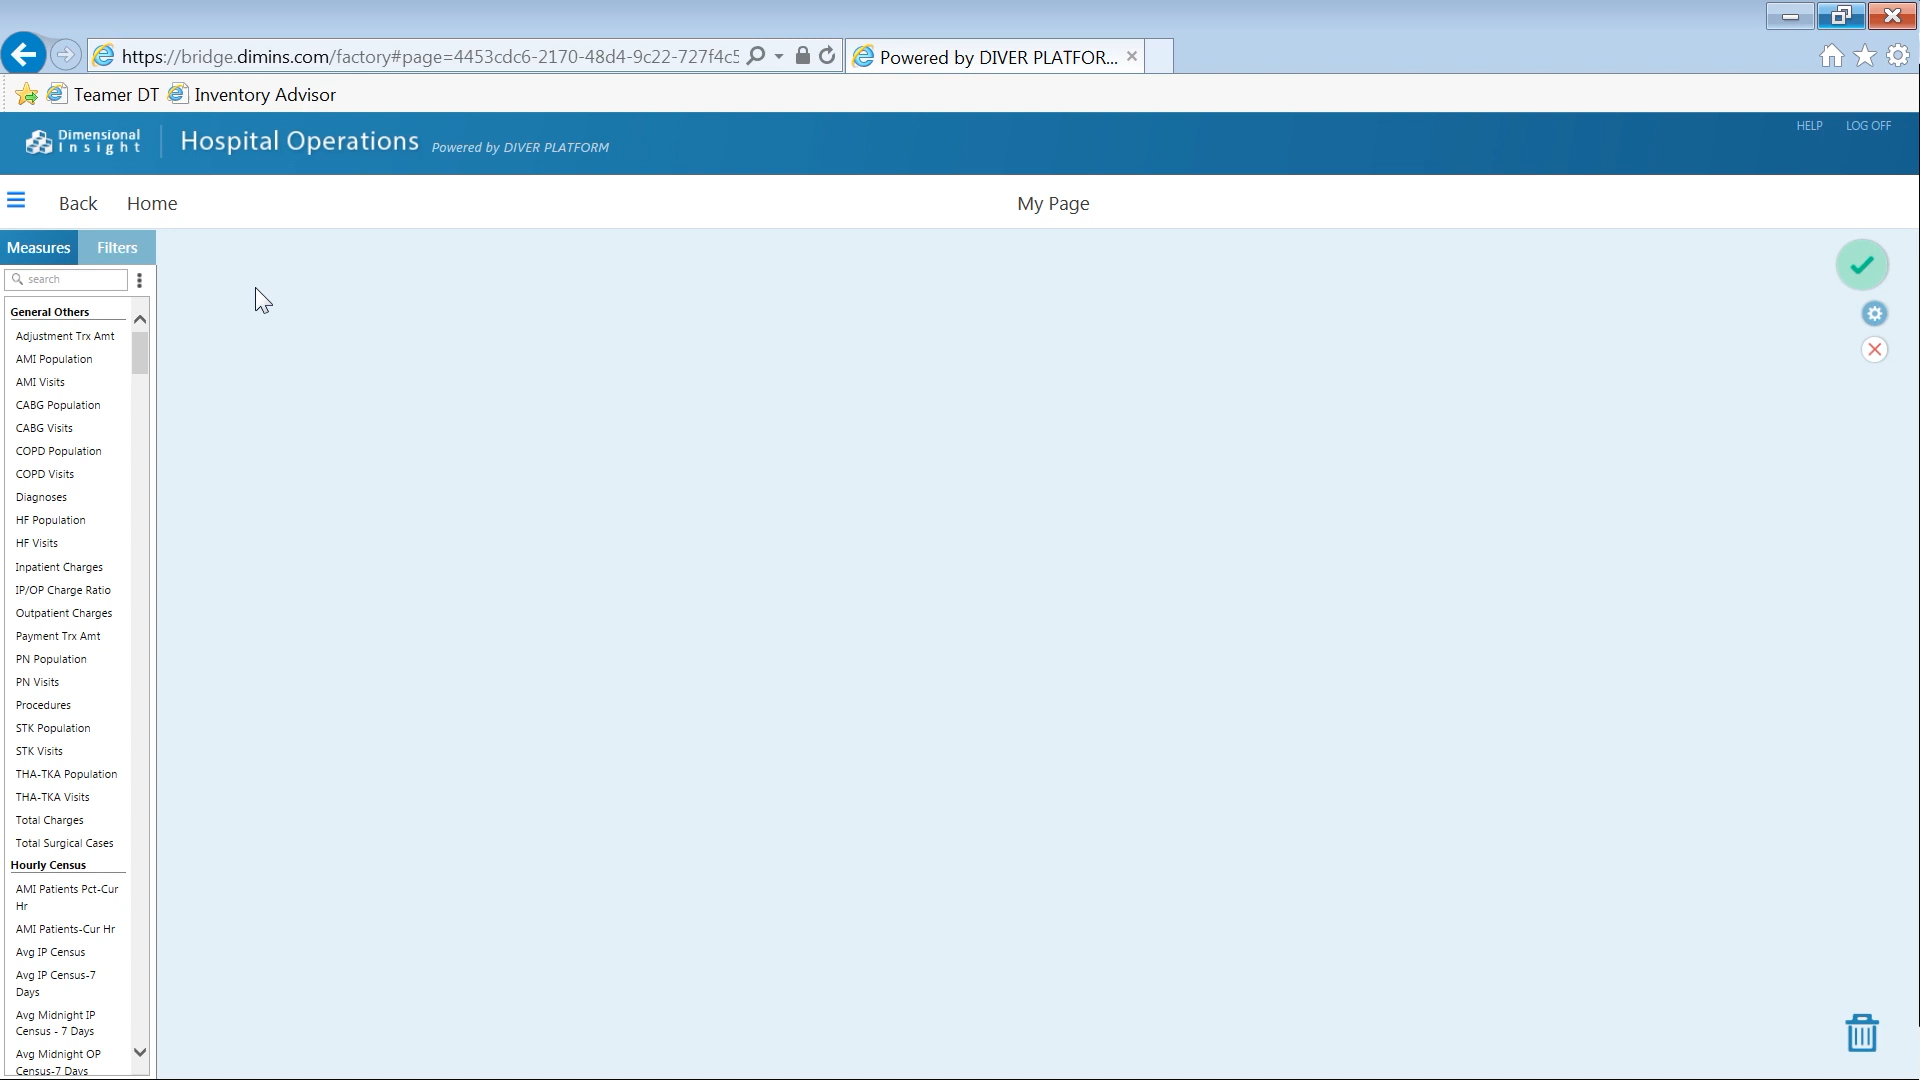 https://bridge.dimins.com/factory#page=4453cdc6-2170-48d4-9c22-727f4c5
Powered by DIVER PLATFOR...
Teamer DT
Inventory Advisor
Dimensional
Insight
Hospital Operations
Powered by DIVER PLATFORM
HELP
LOG OFF
Back
Home
My Page
Measures
Filters
search
General Others
Adjustment Trx Amt
AMI Population
AMI Visits
CABG Population
CABG Visits
COPD Population
COPD Visits
Diagnoses
HF Population
HF Visits
Inpatient Charges
IP/OP Charge Ratio
Outpatient Charges
Payment Trx Amt
PN Population
PN Visits
Procedures
STK Population
STK Visits
THA-TKA Population
THA-TKA Visits
Total Charges
Total Surgical Cases
Hourly Census
AMI Patients Pct-Cur
Hr
AMI Patients-Cur Hr
Avg IP Census
Avg IP Census-7
Days
Avg Midnight IP
Census - 7 Days
Avg Midnight OP
Census-7 Days